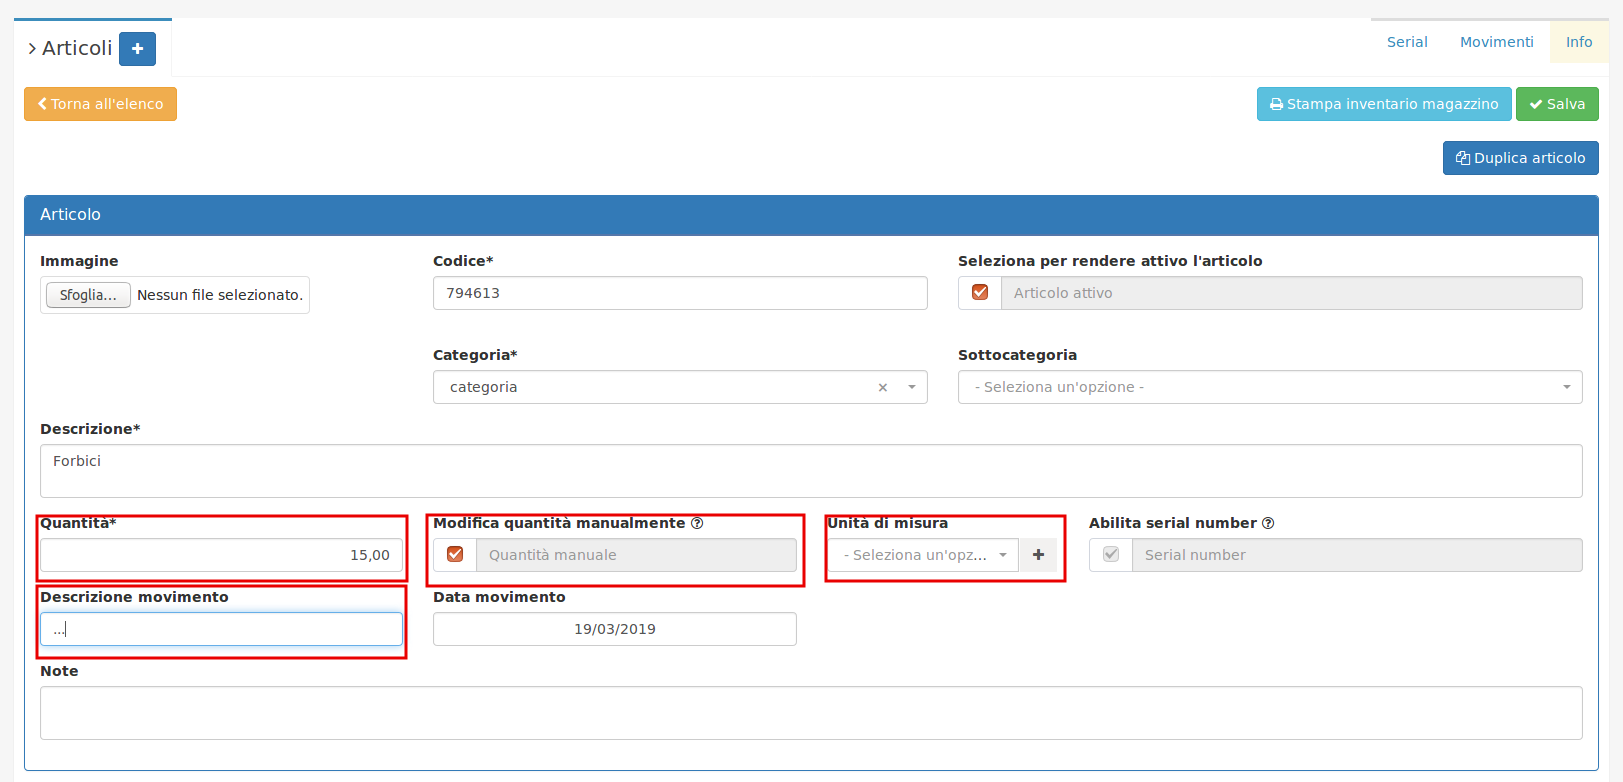 Articoli
Serial Movimenti Info
Torna all'elenco
Stampa inventario magazzino Salva
Duplica articolo
Articolo
Immagine Codice* Seleziona per rendere attivo l'articolo
Sfoglia... Nessun file selezionato. 794613 Articolo attivo
Categoria* Sottocategoria
categoria × - Seleziona un'opzione -
Descrizione*
Forbici
Quantità* Modifica quantità manualmente Unità di misura Abilita serial number
15,00 Quantità manuale - Seleziona un'opz... Serial number
Descrizione movimento Data movimento
... 19/03/2019
Note